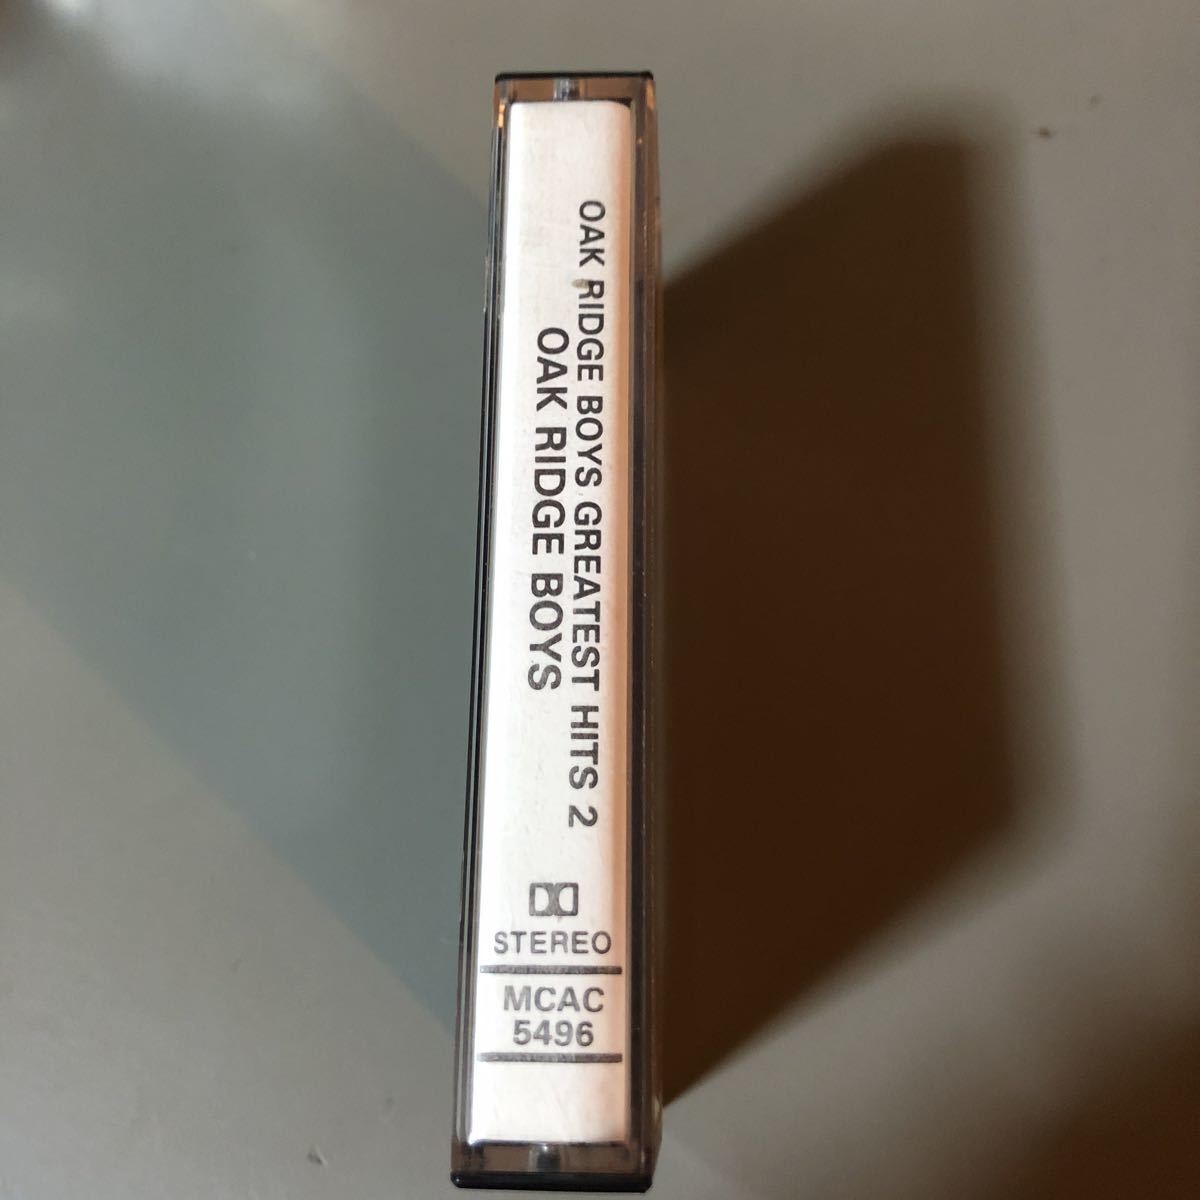 OAK RIDGE BOYS GREATEST HITS 2
OAK RIDGE BOYS
STEREO
MCAC
5496